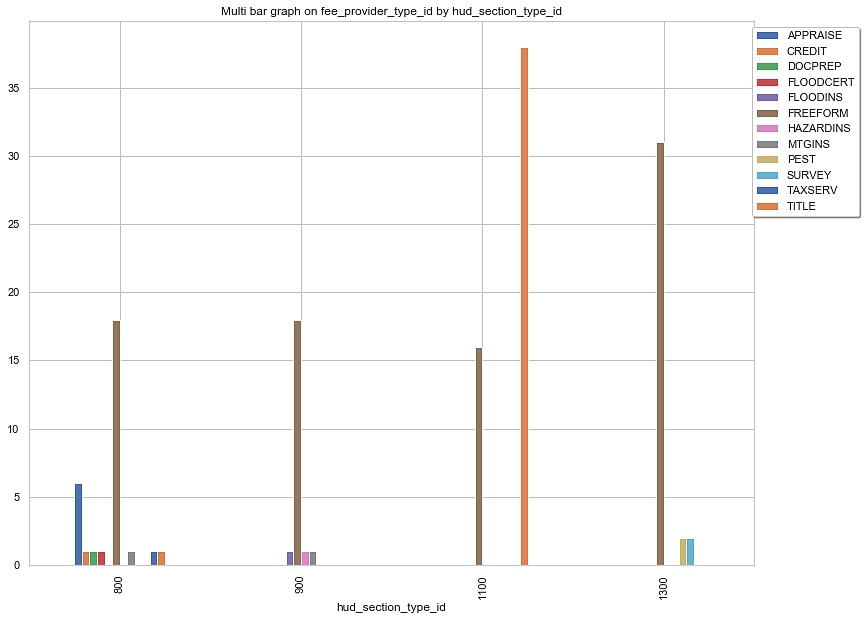 Multi bar graph on fee_provider_type_id by hud_section_type_id
APPRAISE
CREDIT
DOCPREP
FLOODCERT
FLOODINS
FREEFORM
HAZARDINS
MTGINS
PEST
SURVEY
TAXSERV
TITLE
35
30
25
20
15
10
5
0
800
900
1100
1300
hud_section_type_id